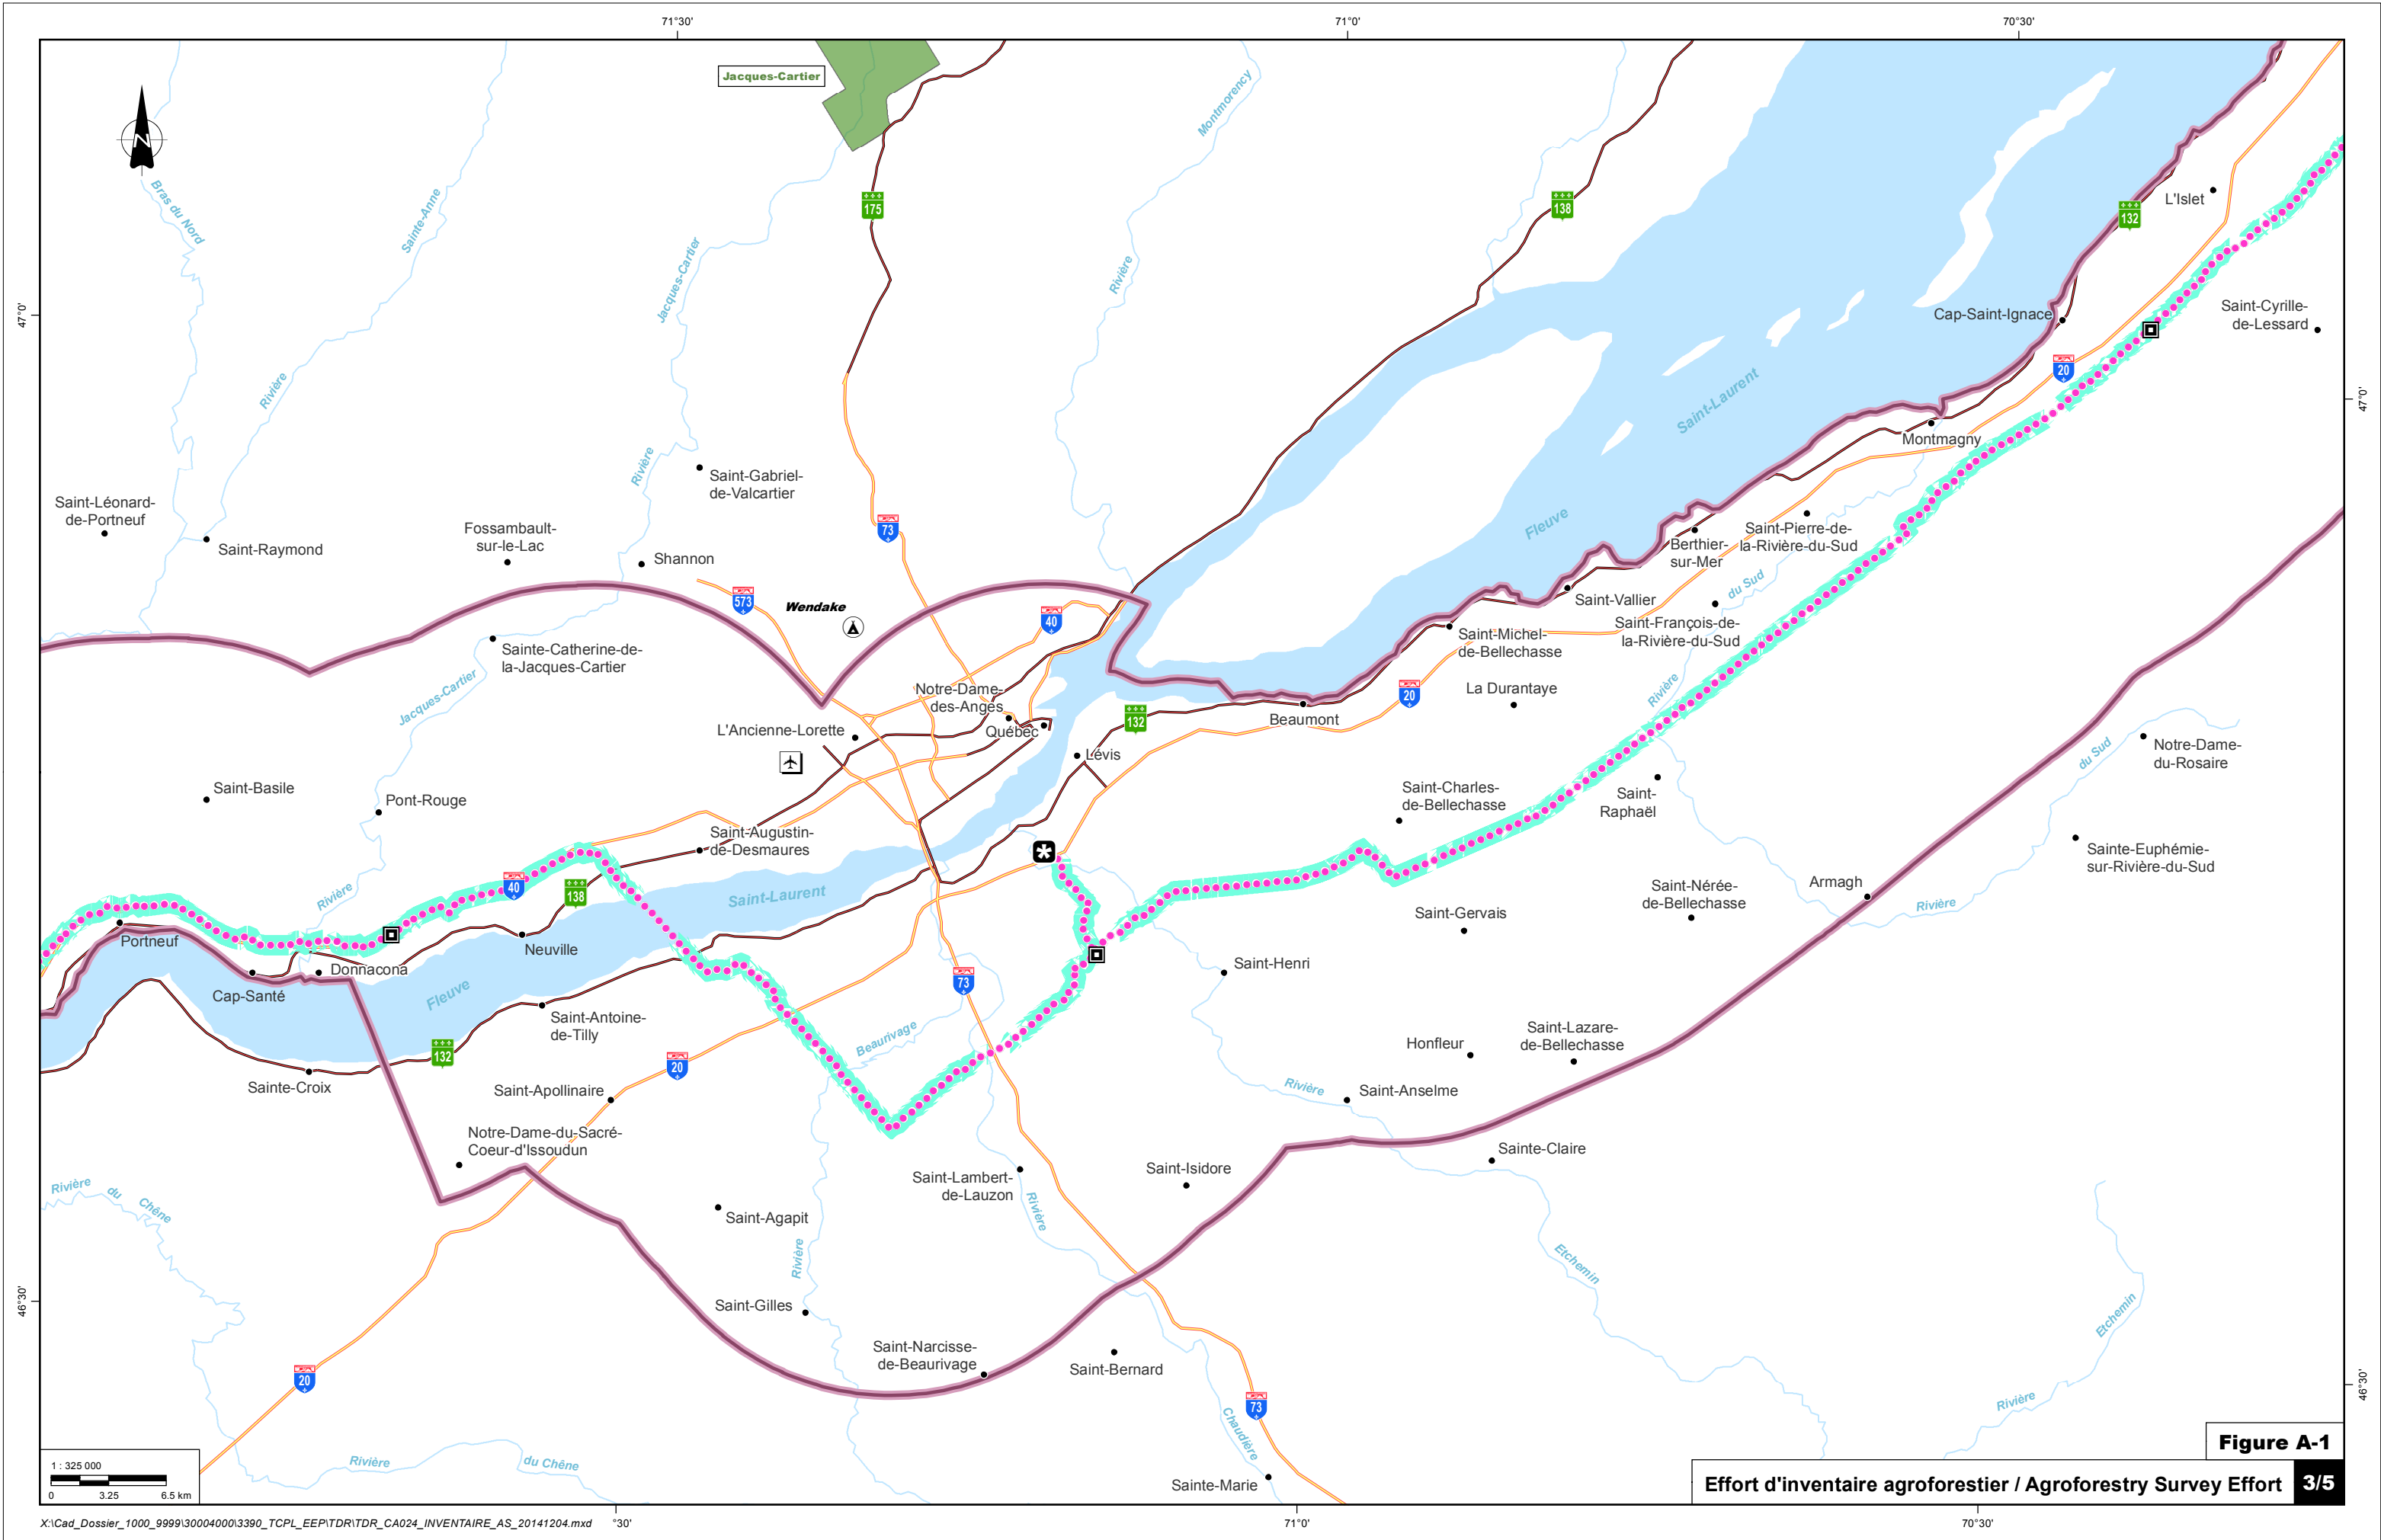 71°30'
71°0'
70°30'
Jacques-Cartier
N
Montmorency
Bras du Nord
Sainte-Anne
175
138
L'Islet
132
Jacques-Cartier
Rivière
47°0'
Cap-Saint-Ignace
Saint-Cyrille-
de-Lessard
20
Rivière
Saint-Laurent
47°0'
Montmagny
Rivière
Saint-Gabriel-
de-Valcartier
Saint-Léonard-
de-Portneuf
Saint-Raymond
Fossambault-
sur-le-Lac
Shannon
73
Fleuve
Berthier-
sur-Mer
Saint-Pierre-de-
la-Rivière-du-Sud
573
Wendake
40
du Sud
Saint-Vallier
Saint-François-de-
la-Rivière-du-Sud
Saint-Michel-
de-Bellechasse
Sainte-Catherine-de-
la-Jacques-Cartier
Jacques-Cartier
Notre-Dame-
des-Anges
20
La Durantaye
Rivière
132
Beaumont
L'Ancienne-Lorette
Québec
Lévis
du Sud
Notre-Dame-
du-Rosaire
Saint-Basile
Pont-Rouge
Saint-Charles-
de-Bellechasse
Saint-
Raphaël
Saint-Augustin-
de-Desmaures
Sainte-Euphémie-
sur-Rivière-du-Sud
40
138
Rivière
Saint-Laurent
Armagh
Saint-Nérée-
de-Bellechasse
Rivière
Saint-Gervais
Portneuf
Neuville
Donnacona
Saint-Henri
Cap-Santé
Fleuve
73
Saint-Antoine-
de-Tilly
Beaurivage
Saint-Lazare-
de-Bellechasse
Honfleur
132
20
Sainte-Croix
Saint-Apollinaire
Rivière
Saint-Anselme
Notre-Dame-du-Sacré-
Coeur-d'Issoudun
Sainte-Claire
Saint-Isidore
Saint-Lambert-
de-Lauzon
Rivière
du
Chêne
Rivière
Saint-Agapit
Rivière
Etchemin
46°30'
Saint-Gilles
Etchemin
Saint-Narcisse-
de-Beaurivage
Saint-Bernard
20
46°30'
73
Rivière
Chaudière
Figure A-1
Rivière
du Chêne
Sainte-Marie
1 : 325 000
0 3.25 6.5 km
Effort d'inventaire agroforestier / Agroforestry Survey Effort 3/5
X:\Cad_Dossier_1000_9999\30004000\3390_TCPL_EEP\TDR\TDR_CA024_INVENTAIRE_AS_20141204.mxd
°30'
71°0'
70°30'